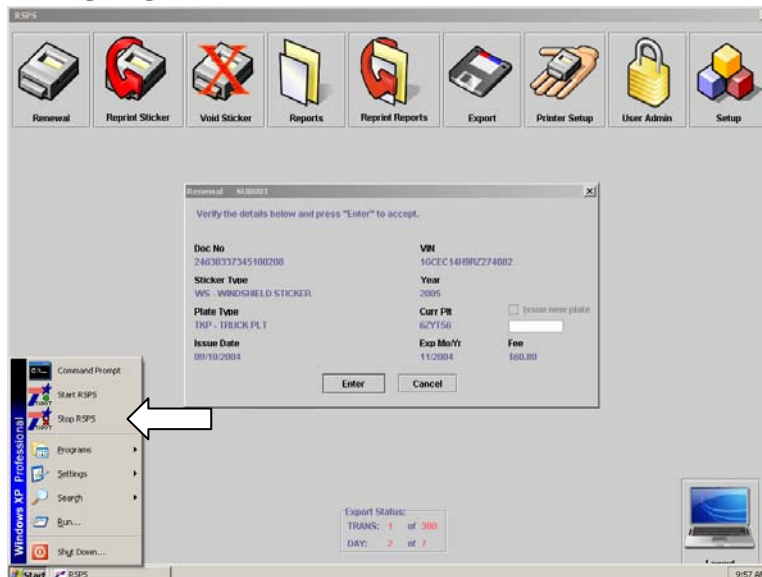 RSPS
Renewal Reprint Sticker Void Sticker Reports Reprint Reports Export Printer Setup User Admin Setup
Renewal SUB001
Verify the details below and press "Enter" to accept.
Doc No VIN
24630337345100208
Sticker Type Year
WS - WINDSHIELD STICKER 2005
Plate Type Curr Plt Issue new plate
TKP - TRUCK PLT 6ZYT56
Issue Date Exp Mo/Yr Fee
09/10/2004 11/2004 $60.80
Enter Cancel
Command Prompt
Start RSPS
Stop RSPS
Programs
Settings
Search
Run...
Shut Down...
Windows XP Professional
Export Status:
TRANS: 1 of 300
DAY: 2 of 7
Start RSPS 9:57 AM